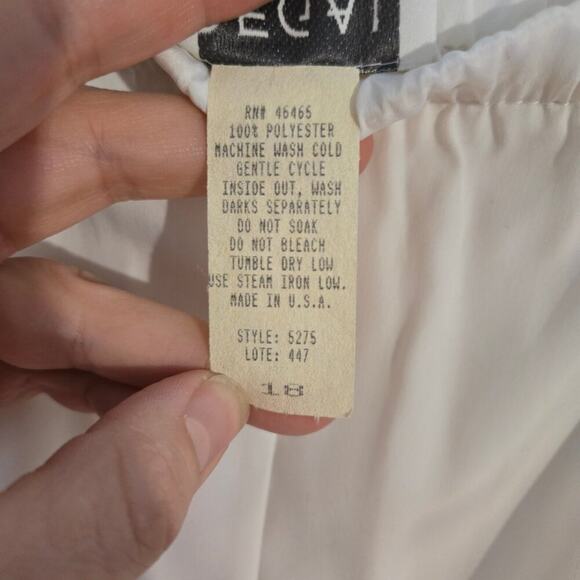 RN# 46465
100% POLYESTER
MACHINE WASH COLD
GENTLE CYCLE
INSIDE OUT, WASH
DARKS SEPARATELY
DO NOT SOAK
DO NOT BLEACH
TUMBLE DRY LOW
USE STEAM IRON LOW.
MADE IN U.S.A.
STYLE: 5275
LOTE: 447
18